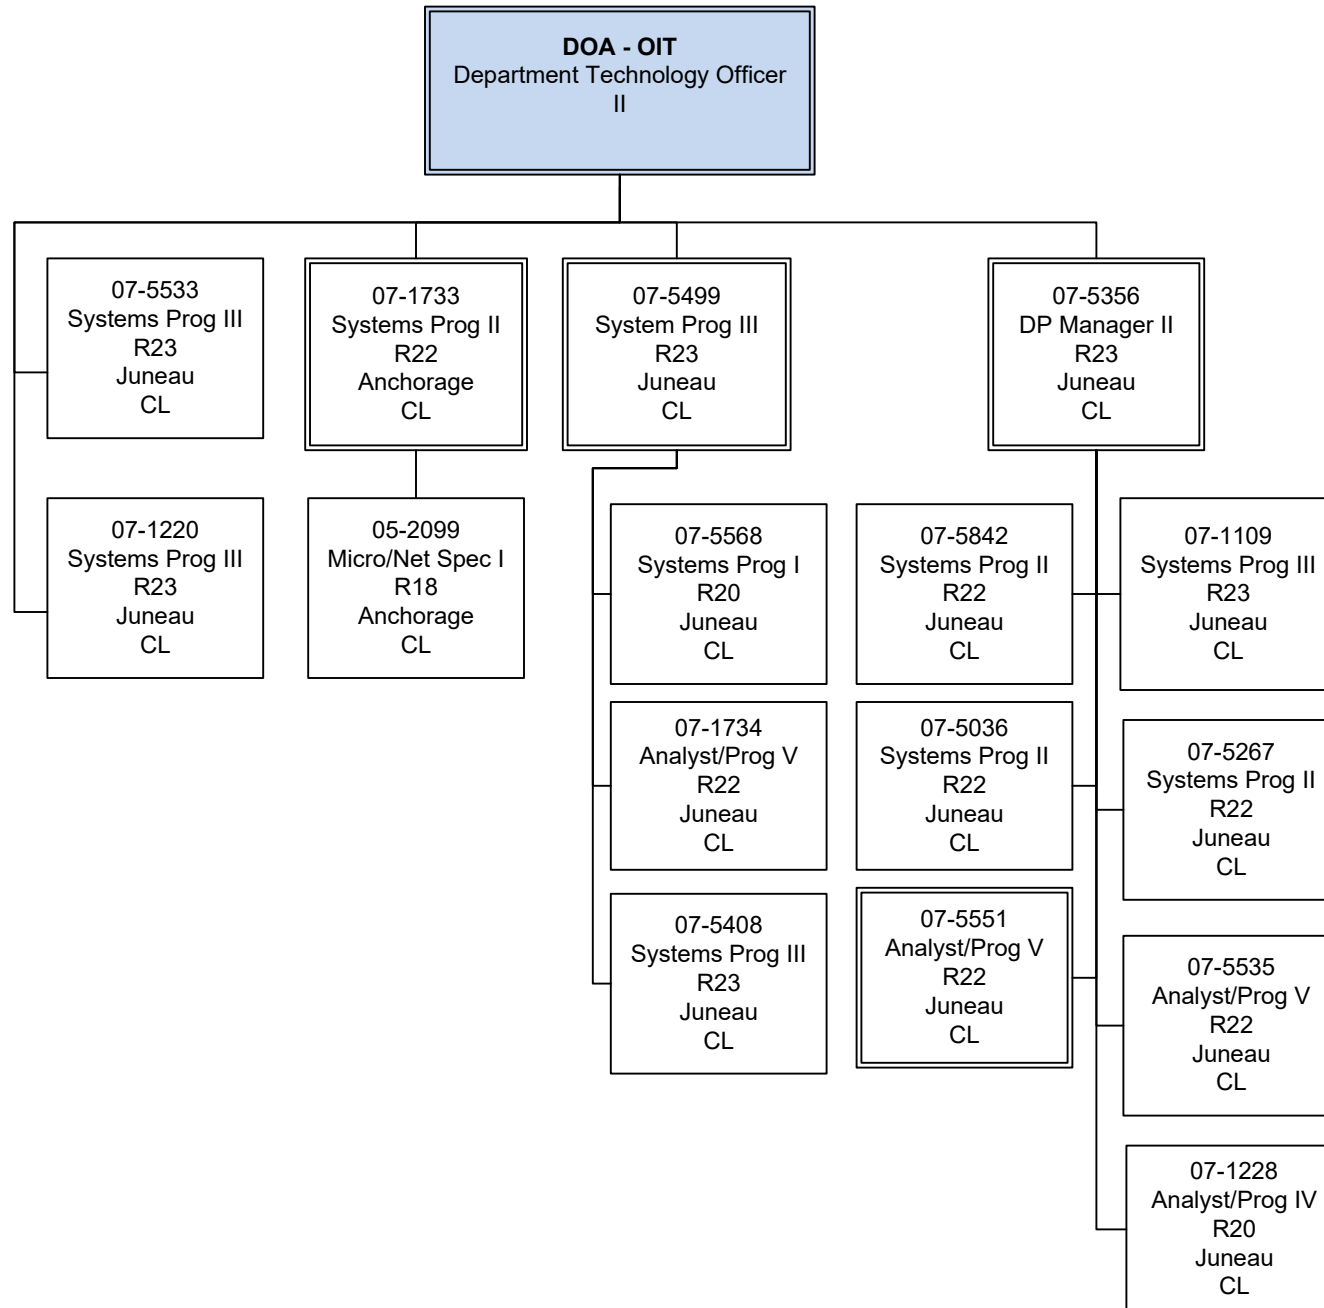 DOA - OIT
Department Technology Officer
II
07-5533
Systems Prog III
R23
Juneau
CL
07-1733
Systems Prog II
R22
Anchorage
CL
07-5499
System Prog III
R23
Juneau
CL
07-5356
DP Manager II
R23
Juneau
CL
07-1220
Systems Prog III
R23
Juneau
CL
05-2099
Micro/Net Spec I
R18
Anchorage
CL
07-5568
Systems Prog I
R20
Juneau
CL
07-5842
Systems Prog II
R22
Juneau
CL
07-1109
Systems Prog III
R23
Juneau
CL
07-1734
Analyst/Prog V
R22
Juneau
CL
07-5036
Systems Prog II
R22
Juneau
CL
07-5267
Systems Prog II
R22
Juneau
CL
07-5408
Systems Prog III
R23
Juneau
CL
07-5551
Analyst/Prog V
R22
Juneau
CL
07-5535
Analyst/Prog V
R22
Juneau
CL
07-1228
Analyst/Prog IV
R20
Juneau
CL